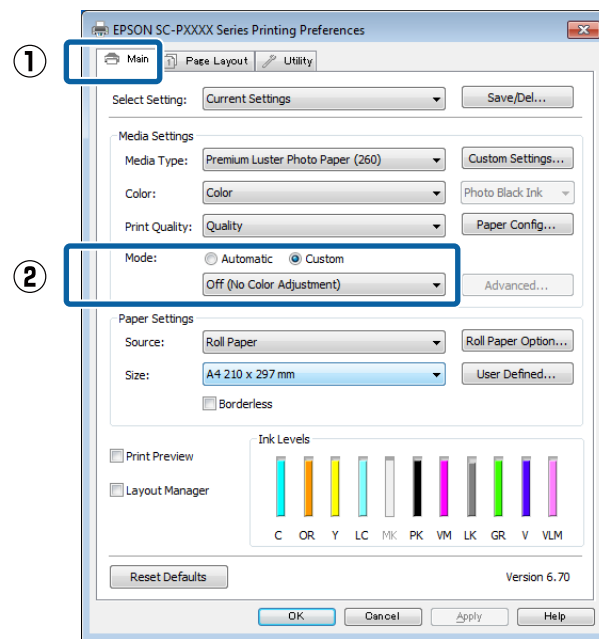 EPSON SC-PXXXX Series Printing Preferences
① Main Page Layout Utility
Select Setting: Current Settings Save/Del...
Media Settings
Media Type: Premium Luster Photo Paper (260) Custom Settings...
Color: Color Photo Black Ink
Print Quality: Quality Paper Config...
② Mode: Automatic Custom
Off (No Color Adjustment) Advanced...
Paper Settings
Source: Roll Paper Roll Paper Option...
Size: A4 210 x 297 mm User Defined...
Borderless
Print Preview
Layout Manager
Ink Levels
C OR Y LC MK PK VM LK GR V VLM
Reset Defaults Version 6.70
OK Cancel Apply Help